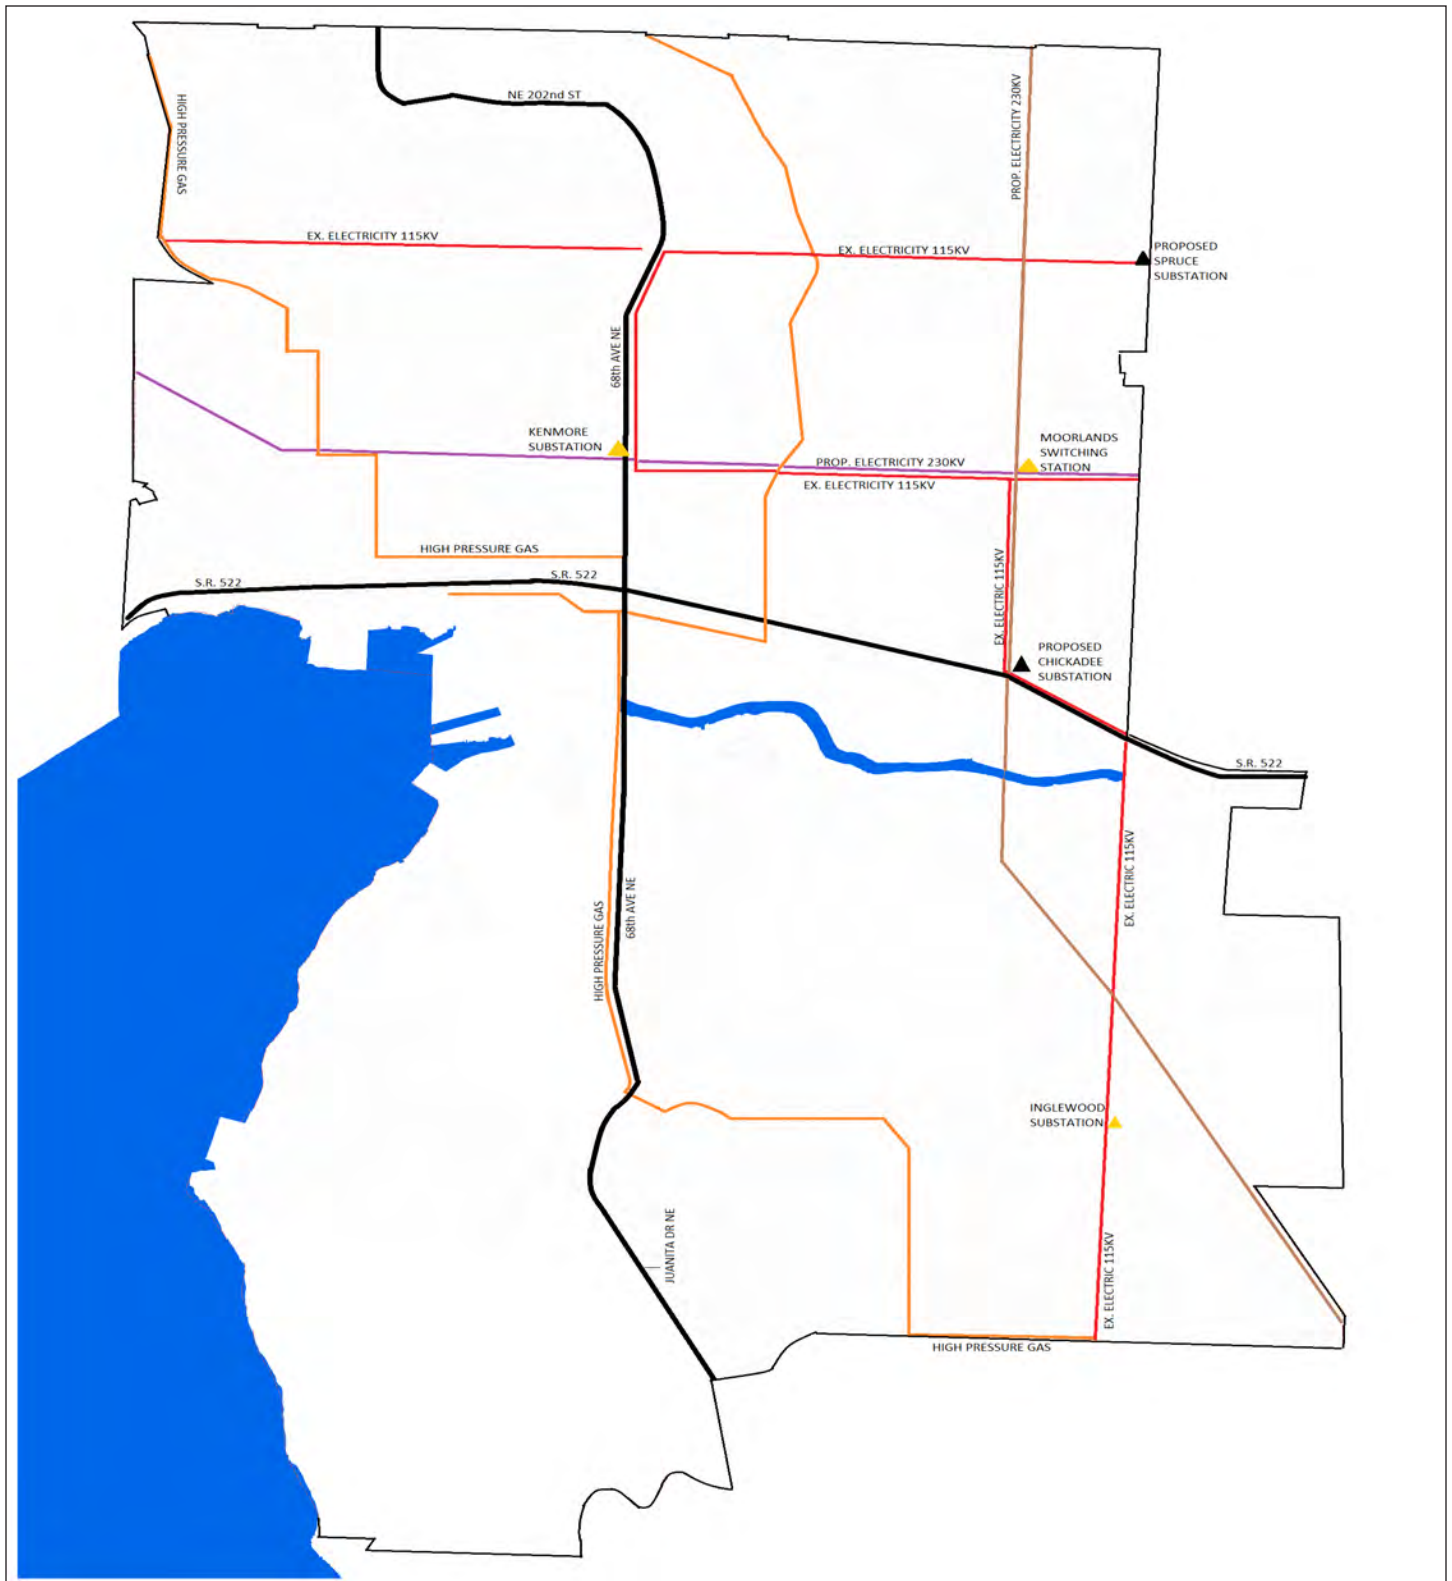 NE 202nd ST
HIGH PRESSURE GAS
PROP. ELECTRICITY 230KV
EX. ELECTRICITY 115KV
EX. ELECTRICITY 115KV
PROPOSED
SPRUCE
SUBSTATION
68th AVE NE
KENMORE
SUBSTATION
MOORLANDS
SWITCHING
STATION
PROP. ELECTRICITY 230KV
EX. ELECTRICITY 115KV
HIGH PRESSURE GAS
S.R. 522
S.R. 522
EX. ELECTRIC 115KV
PROPOSED
CHICKADEE
SUBSTATION
S.R. 522
EX. ELECTRIC 115KV
HIGH PRESSURE GAS
68th AVE NE
INGLEWOOD
SUBSTATION
JUANITA DR NE
EX. ELECTRIC 115KV
HIGH PRESSURE GAS